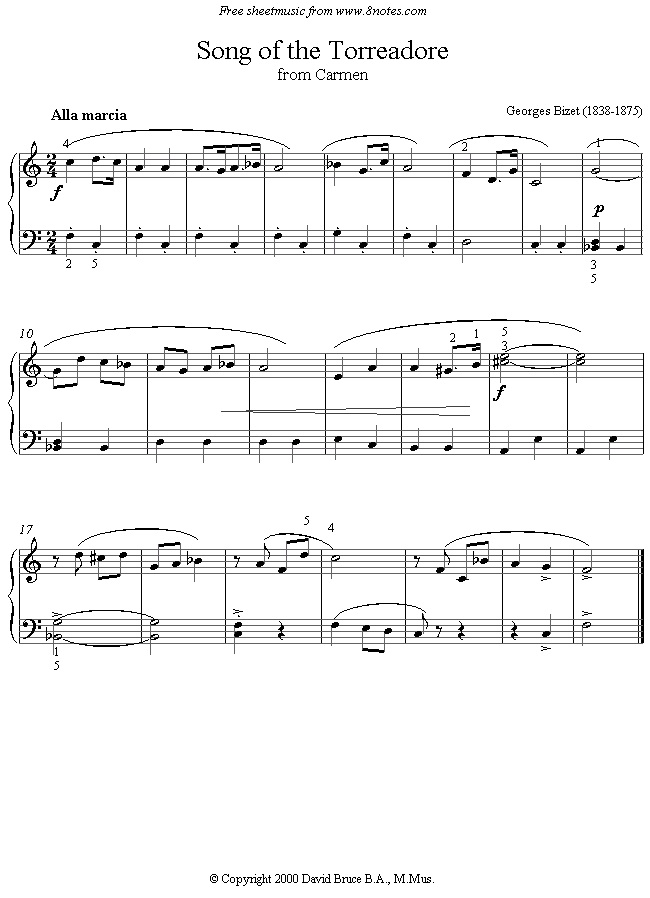 Free sheetmusic from www.8notes.com
Song of the Torreadore
from Carmen
Alla marcia
Georges Bizet (1838-1875)
4 2 1
2 4
f p
2 4
2 5 3
5
10
2 1 5
3
f
17
5 4
1
5
© Copyright 2000 David Bruce B.A., M.Mus.